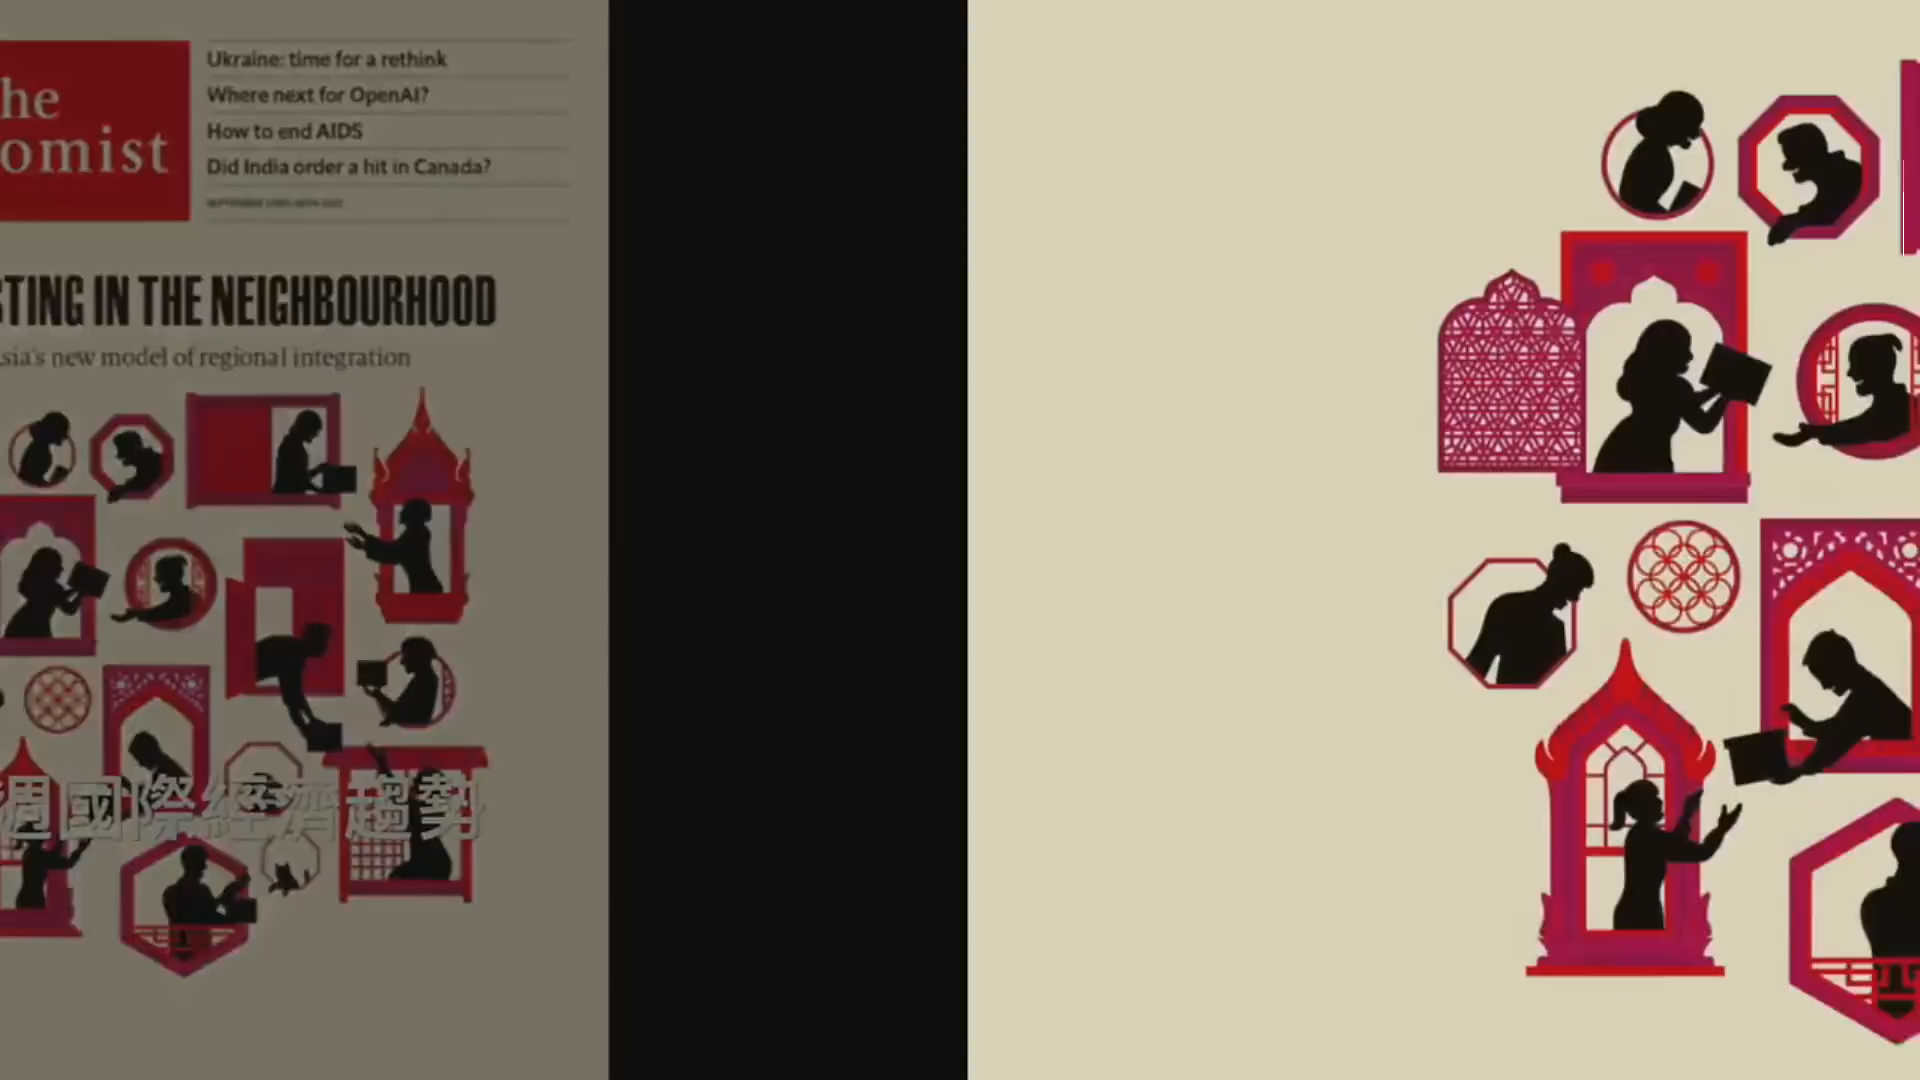 he
omist
Ukraine: time for a rethink
Where next for OpenAI?
How to end AIDS
Did India order a hit in Canada?
STING IN THE NEIGHBOURHOOD
sia's new model of regional integration
週國際經濟趨勢